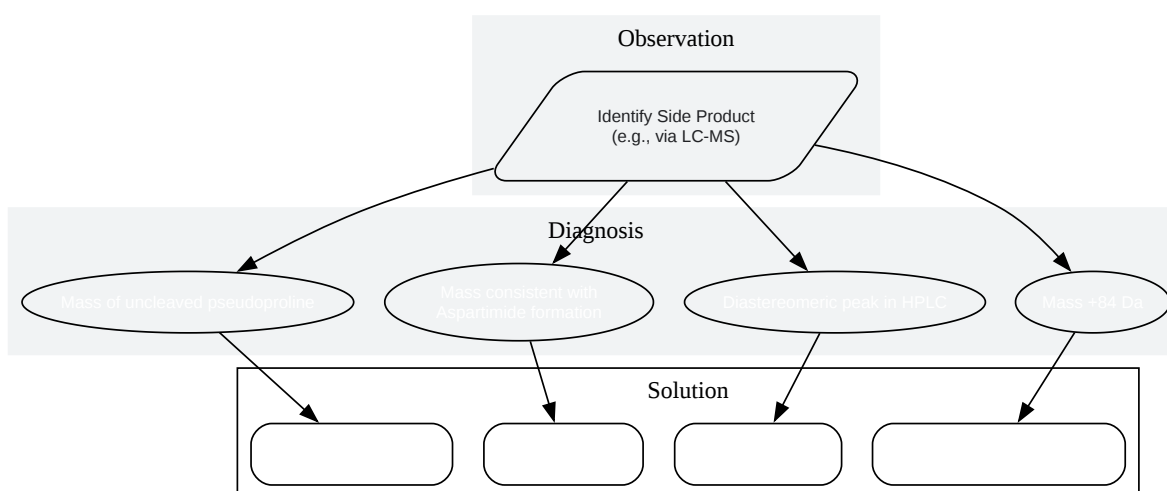 Observation
Identify Side Product
(e.g., via LC-MS)
Diagnosis
Mass of uncleaved pseudoproline
Mass consistent with
Aspartimide formation
Diastereomeric peak in HPLC
Mass +84 Da
Solution